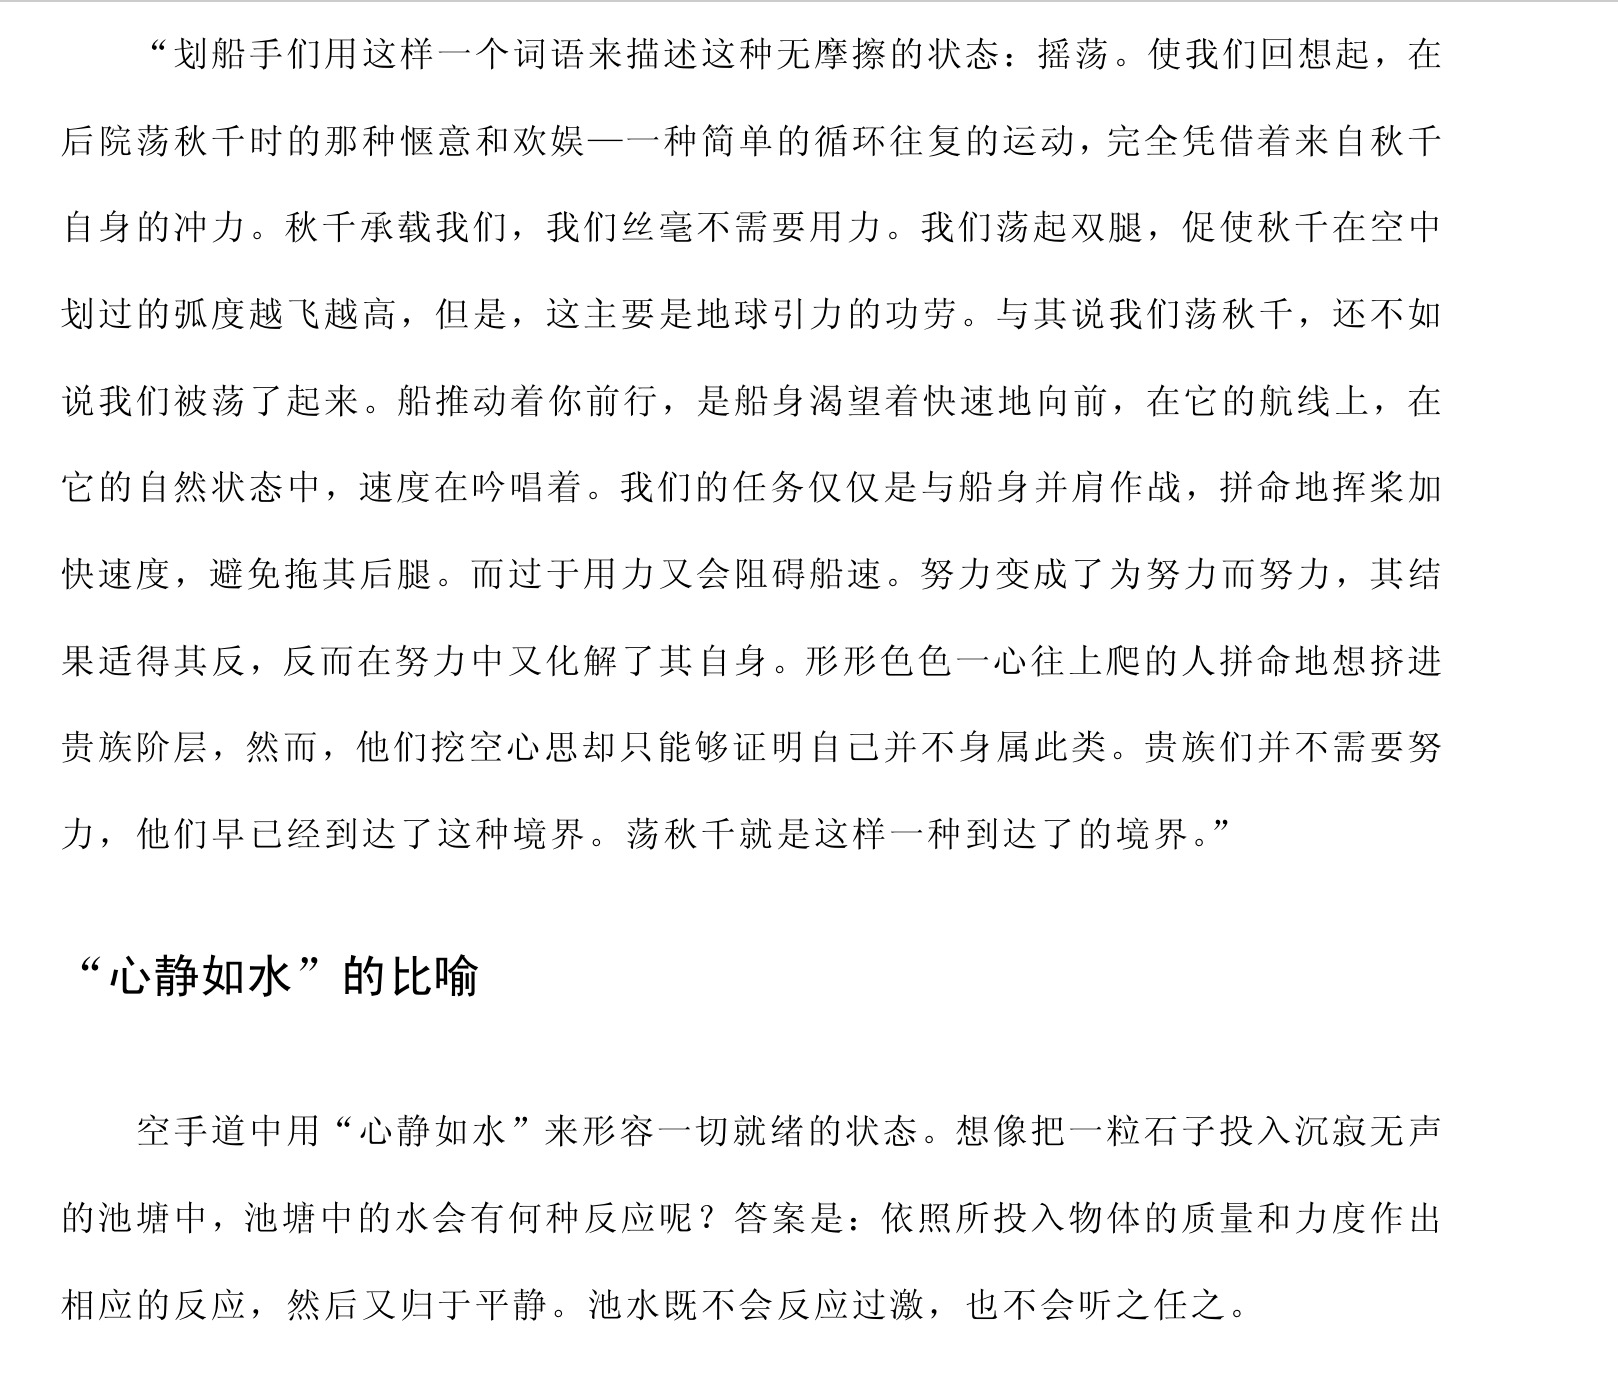 “划船手们用这样一个词语来描述这种无摩擦的状态：摇荡。使我们回想起，在
后院荡秋千时的那种惬意和欢娱—一种简单的循环往复的运动，完全凭借着来自秋千
自身的冲力。秋千承载我们，我们丝毫不需要用力。我们荡起双腿，促使秋千在空中
划过的弧度越飞越高，但是，这主要是地球引力的功劳。与其说我们荡秋千，还不如
说我们被荡了起来。船推动着你前行，是船身渴望着快速地向前，在它的航线上，在
它的自然状态中，速度在吟唱着。我们的任务仅仅是与船身并肩作战，拼命地挥桨加
快速度，避免拖其后腿。而过于用力又会阻碍船速。努力变成了为努力而努力，其结
果适得其反，反而在努力中又化解了其自身。形形色色一心往上爬的人拼命地想挤进
贵族阶层，然而，他们挖空心思却只能够证明自己并不身属此类。贵族们并不需要努
力，他们早已经到达了这种境界。荡秋千就是这样一种到达了的境界。”
“心静如水”的比喻
空手道中用“心静如水”来形容一切就绪的状态。想像把一粒石子投入沉寂无声
的池塘中，池塘中的水会有何种反应呢？答案是：依照所投入物体的质量和力度作出
相应的反应，然后又归于平静。池水既不会反应过激，也不会听之任之。